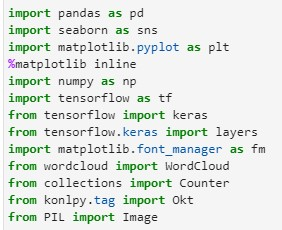 import pandas as pd
import seaborn as sns
import matplotlib.pyplot as plt
%matplotlib inline
import numpy as np
import tensorflow as tf
from tensorflow import keras
from tensorflow.keras import layers
import matplotlib.font_manager as fm
from wordcloud import WordCloud
from collections import Counter
from konlpy.tag import Okt
from PIL import Image